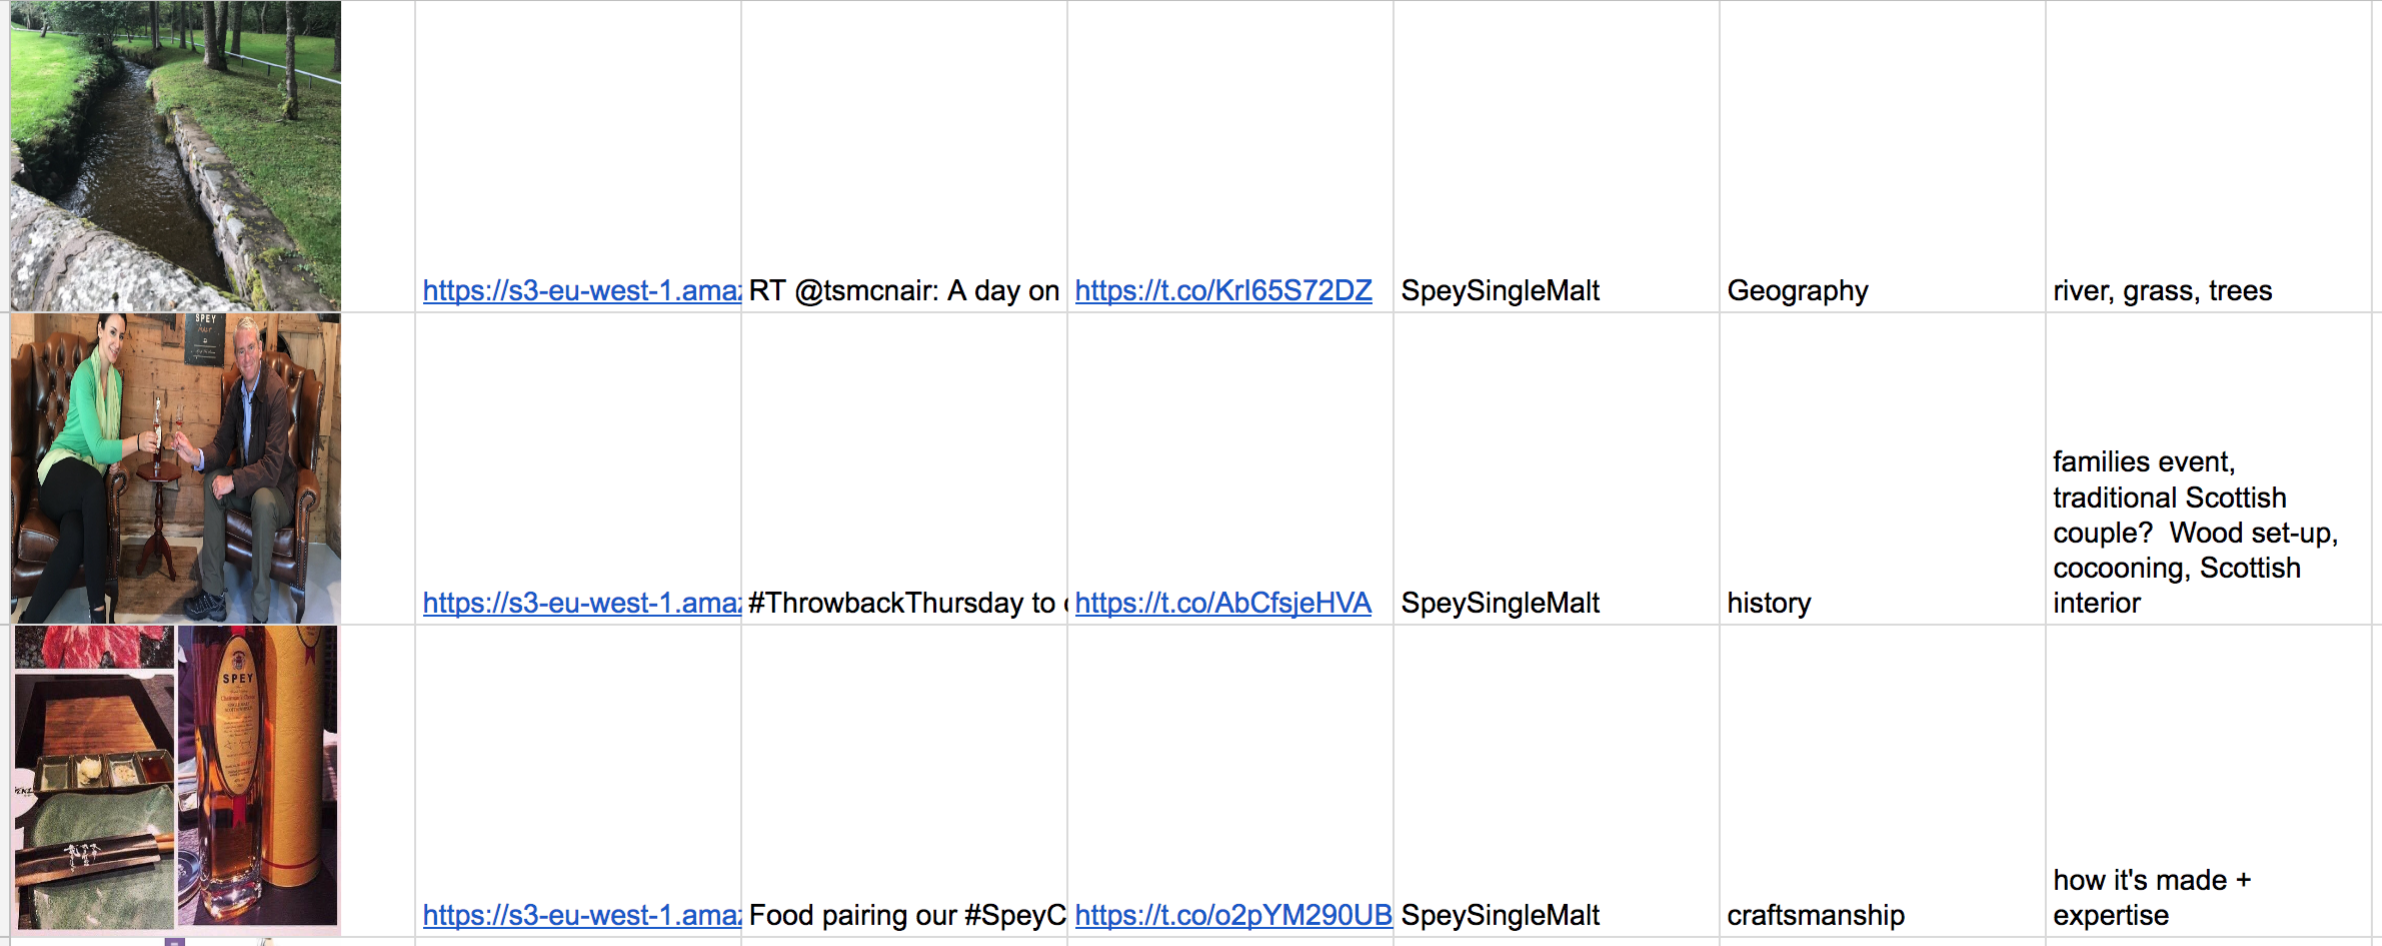 https://s3-eu-west-1.amaz
RT @tsmcnair: A day on
https://t.co/Krl65S72DZ
SpeySingleMalt
Geography
river, grass, trees
SPEY
https://s3-eu-west-1.amaz
#ThrowbackThursday to
https://t.co/AbCfsjeHVA
SpeySingleMalt
history
families event,
traditional Scottish
couple?  Wood set-up,
cocooning, Scottish
interior
SPEY
https://s3-eu-west-1.amaz
Food pairing our #SpeyC
https://t.co/o2pYM290UB
SpeySingleMalt
craftsmanship
how it's made +
expertise